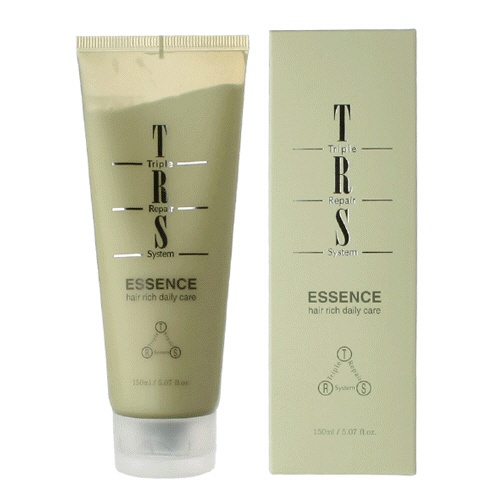 T
Triple
R
Repair
S
System
ESSENCE
hair rich daily care
T
R System S
150ml / 5.07 fl.oz.
T
Triple
R
Repair
S
System
ESSENCE
hair rich daily care
T
Triple Repair
R System S
150ml / 5.07 fl.oz.